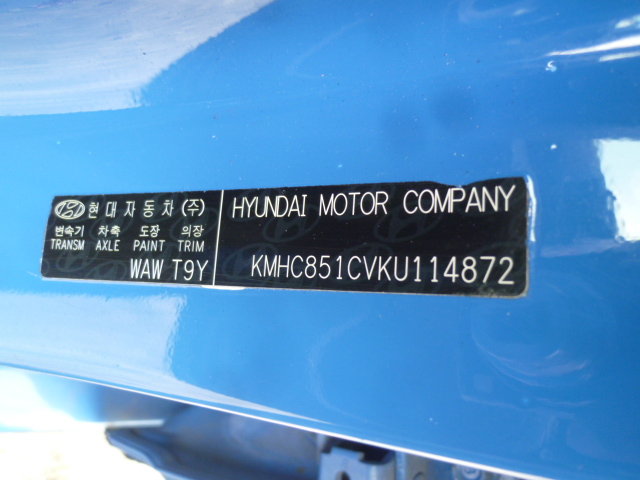 현대자동차(주)
변속기 차축 도장 의장
TRANSM AXLE PAINT TRIM
WAW T9Y
HYUNDAI MOTOR COMPANY
KMHC851CVKU114872